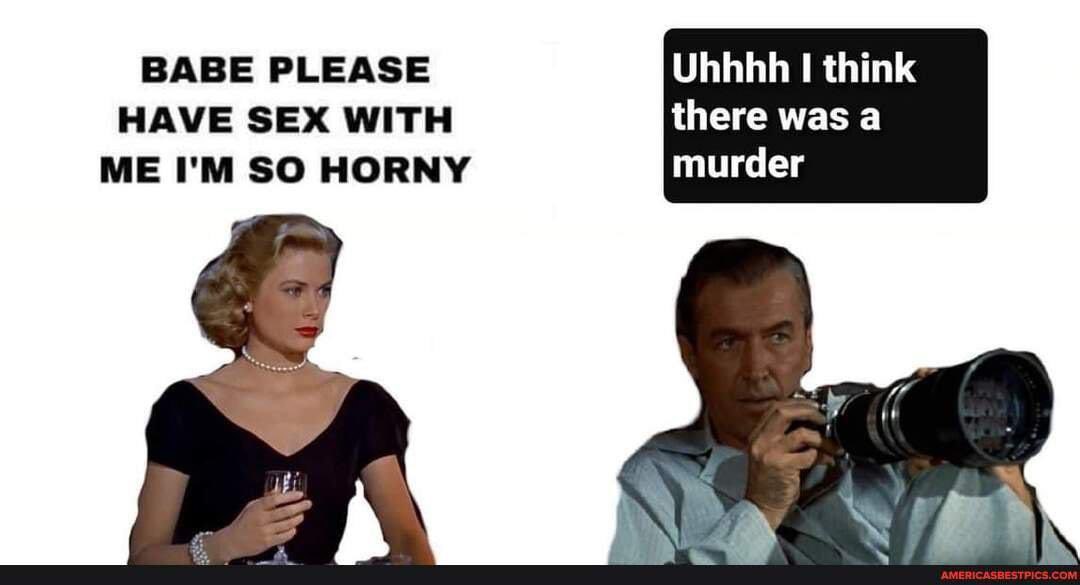 BABE PLEASE
HAVE SEX WITH
ME I'M SO HORNY
Uhhhh I think
there was a
murder
AMERICASBESTPICS.COM